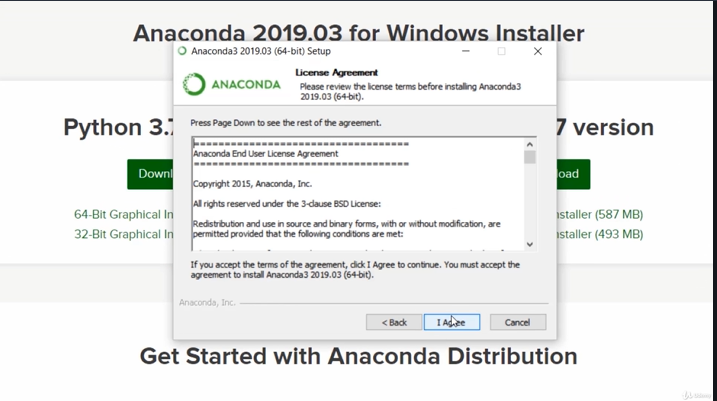 Anaconda 2019.03 for Windows Installer
Anaconda3 2019.03 (64-bit) Setup
ANACONDA
License Agreement
Please review the license terms before installing Anaconda3
2019.03 (64-bit).
Press Page Down to see the rest of the agreement.
===================================
Anaconda End User License Agreement
===================================
Copyright 2015, Anaconda, Inc.
All rights reserved under the 3-clause BSD License:
Redistribution and use in source and binary forms, with or without modification, are
permitted provided that the following conditions are met:
If you accept the terms of the agreement, click I Agree to continue. You must accept the
agreement to install Anaconda3 2019.03 (64-bit).
Anaconda, Inc.
< Back
I Agree
Cancel
Python 3.7
7 version
Downl
oad
64-Bit Graphical In
staller (587 MB)
32-Bit Graphical In
staller (493 MB)
Get Started with Anaconda Distribution